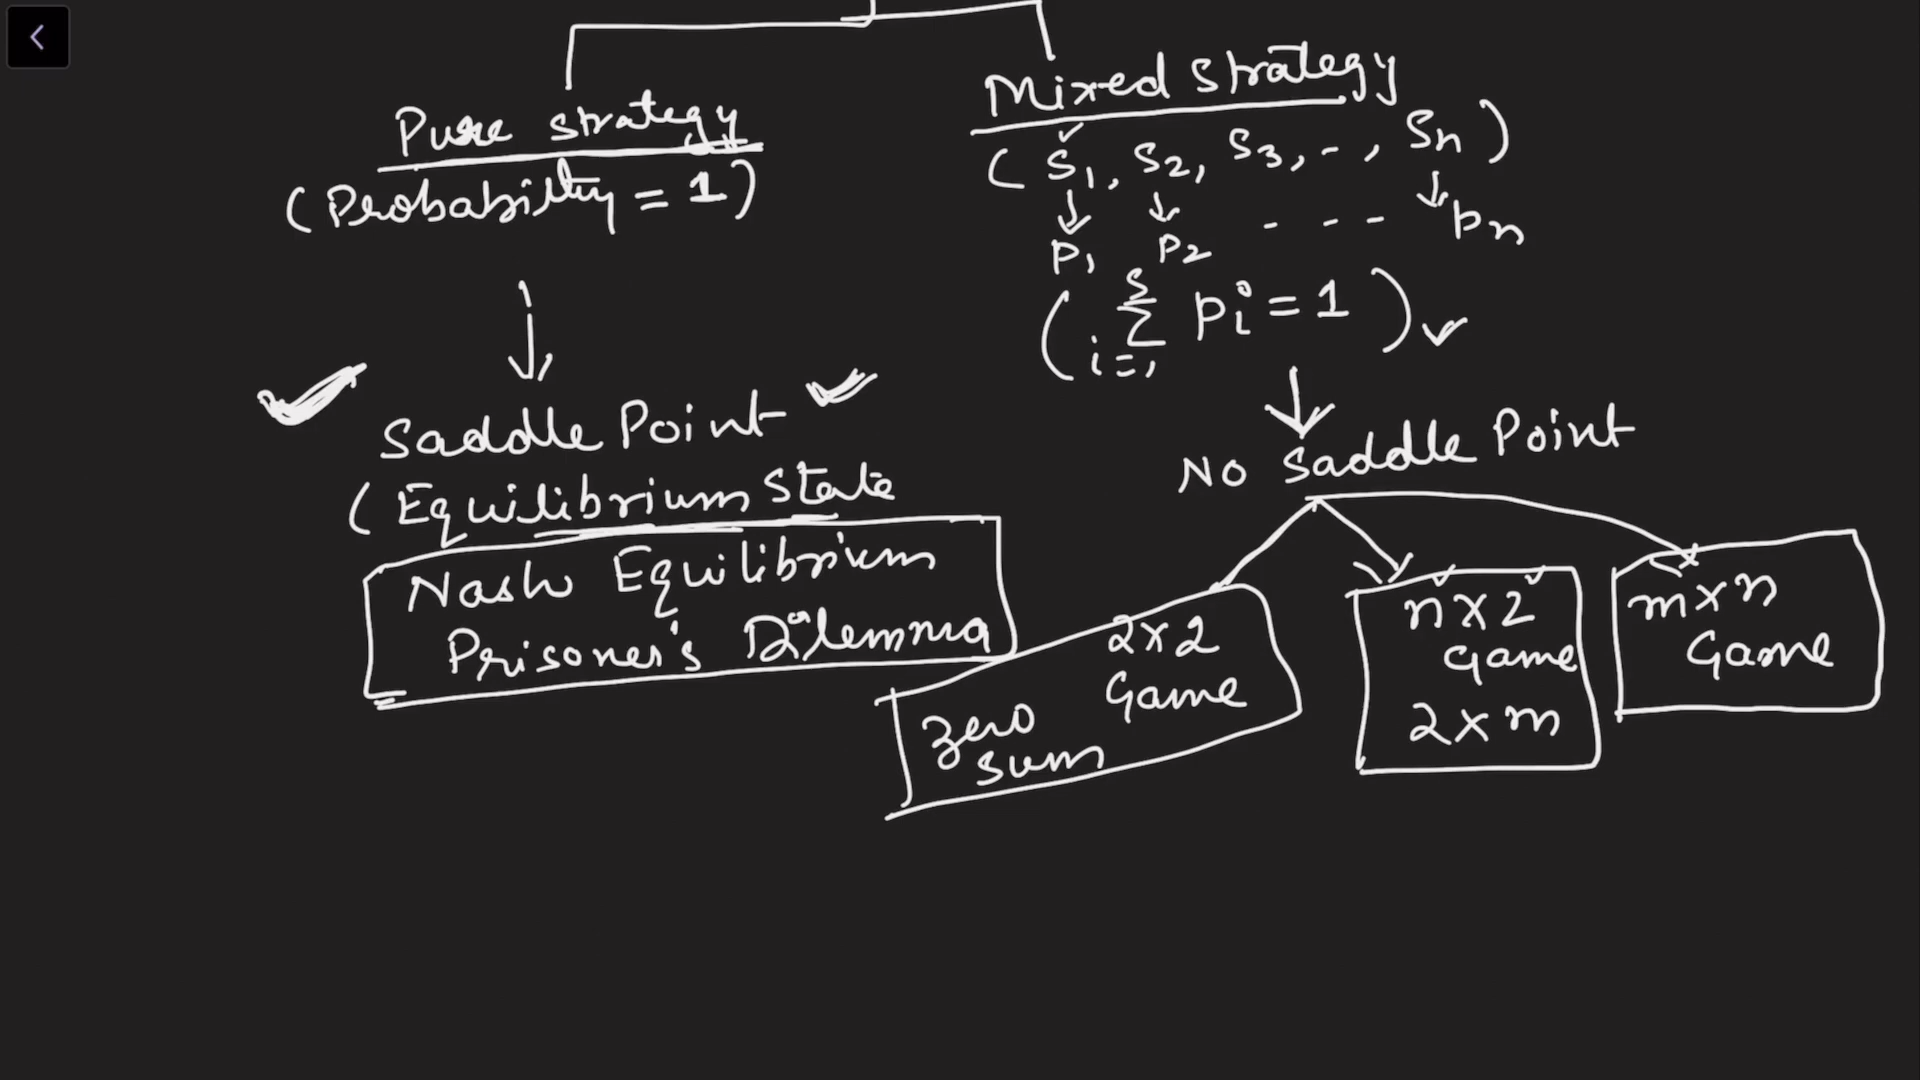 Pure strategy
(Probability = 1)
Saddle Point
(Equilibrium State
Nash Equilibrium
Prisoner's Dilemma
Mixed Strategy
(S1, S2, S3, - , Sn)
P1 P2 - - - Pn
(S∑i=1 Pi = 1)
No Saddle Point
2x2
Game
Zero
Sum
nx2
Game
2xm
mxn
Game